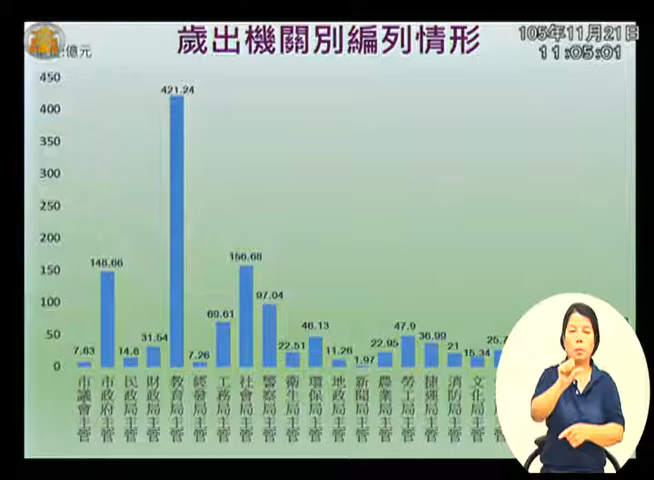 歲出機關別編列情形
105年11月21日
11:05:01
億元
450
400
350
300
250
200
150
100
50
0
7.83
148.66
14.8
31.54
421.24
7.26
69.61
156.68
97.04
22.51
46.13
11.26
1.97
22.95
47.9
36.99
21
15.34
市議會主管
市政府主管
民政局主管
財政局主管
教育局主管
經發局主管
工務局主管
社會局主管
警察局主管
衛生局主管
環保局主管
地政局主管
新聞局主管
農業局主管
勞工局主管
捷運局主管
消防局主管
文化局主管